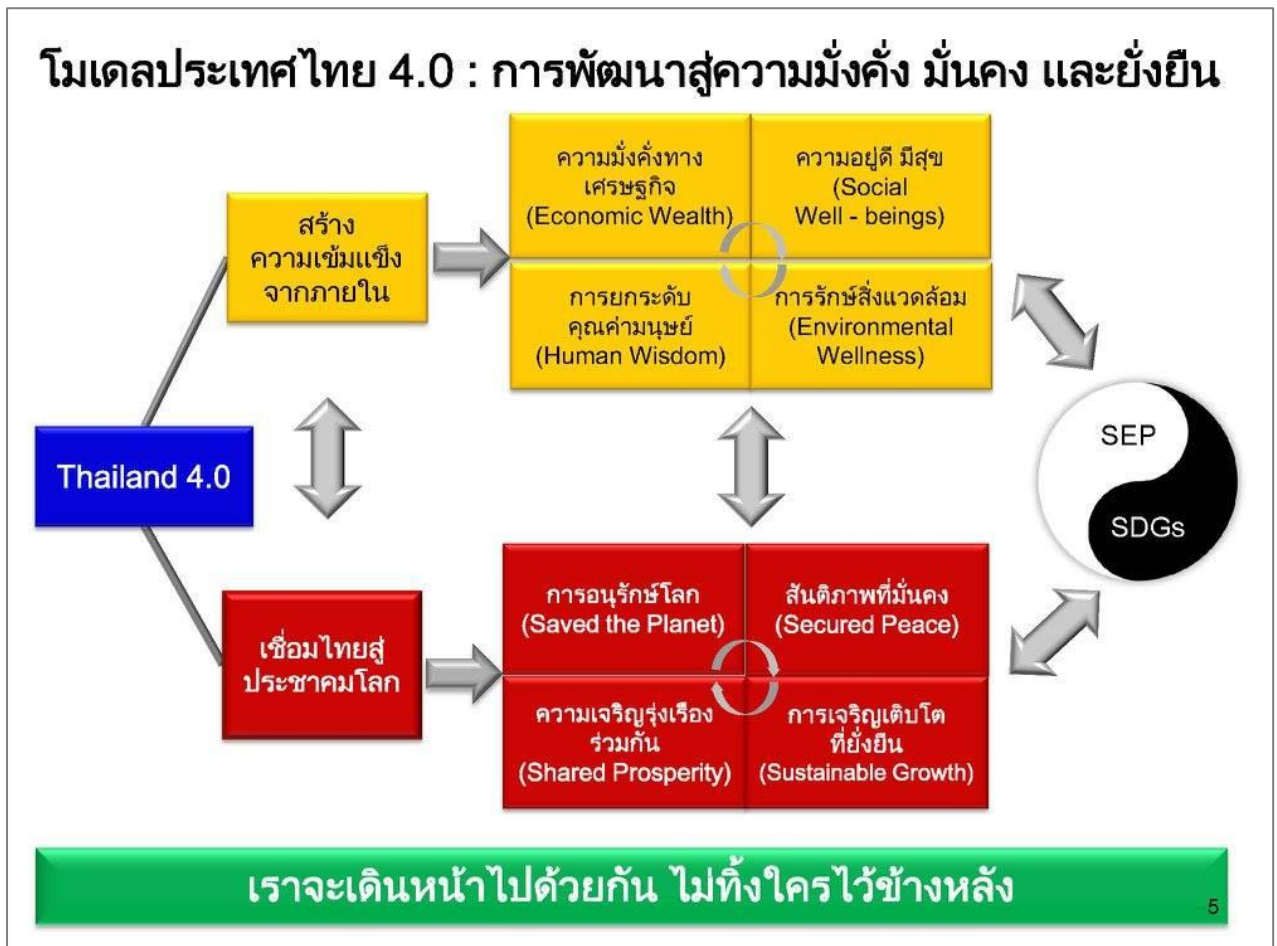 โมเดลประเทศไทย 4.0 : การพัฒนาสู่ความมั่งคั่ง มั่นคง และยั่งยืน
ความมั่งคั่งทาง
เศรษฐกิจ
(Economic Wealth)
ความอยู่ดี มีสุข
(Social
Well - beings)
สร้าง
ความเข้มแข็ง
จากภายใน
การยกระดับ
คุณค่ามนุษย์
(Human Wisdom)
การรักษ์สิ่งแวดล้อม
(Environmental
Wellness)
Thailand 4.0
SEP
SDGs
เชื่อมไทยสู่
ประชาคมโลก
การอนุรักษ์โลก
(Saved the Planet)
สันติภาพที่มั่นคง
(Secured Peace)
ความเจริญรุ่งเรือง
ร่วมกัน
(Shared Prosperity)
การเจริญเติบโต
ที่ยั่งยืน
(Sustainable Growth)
เราจะเดินหน้าไปด้วยกัน ไม่ทิ้งใครไว้ข้างหลัง
5